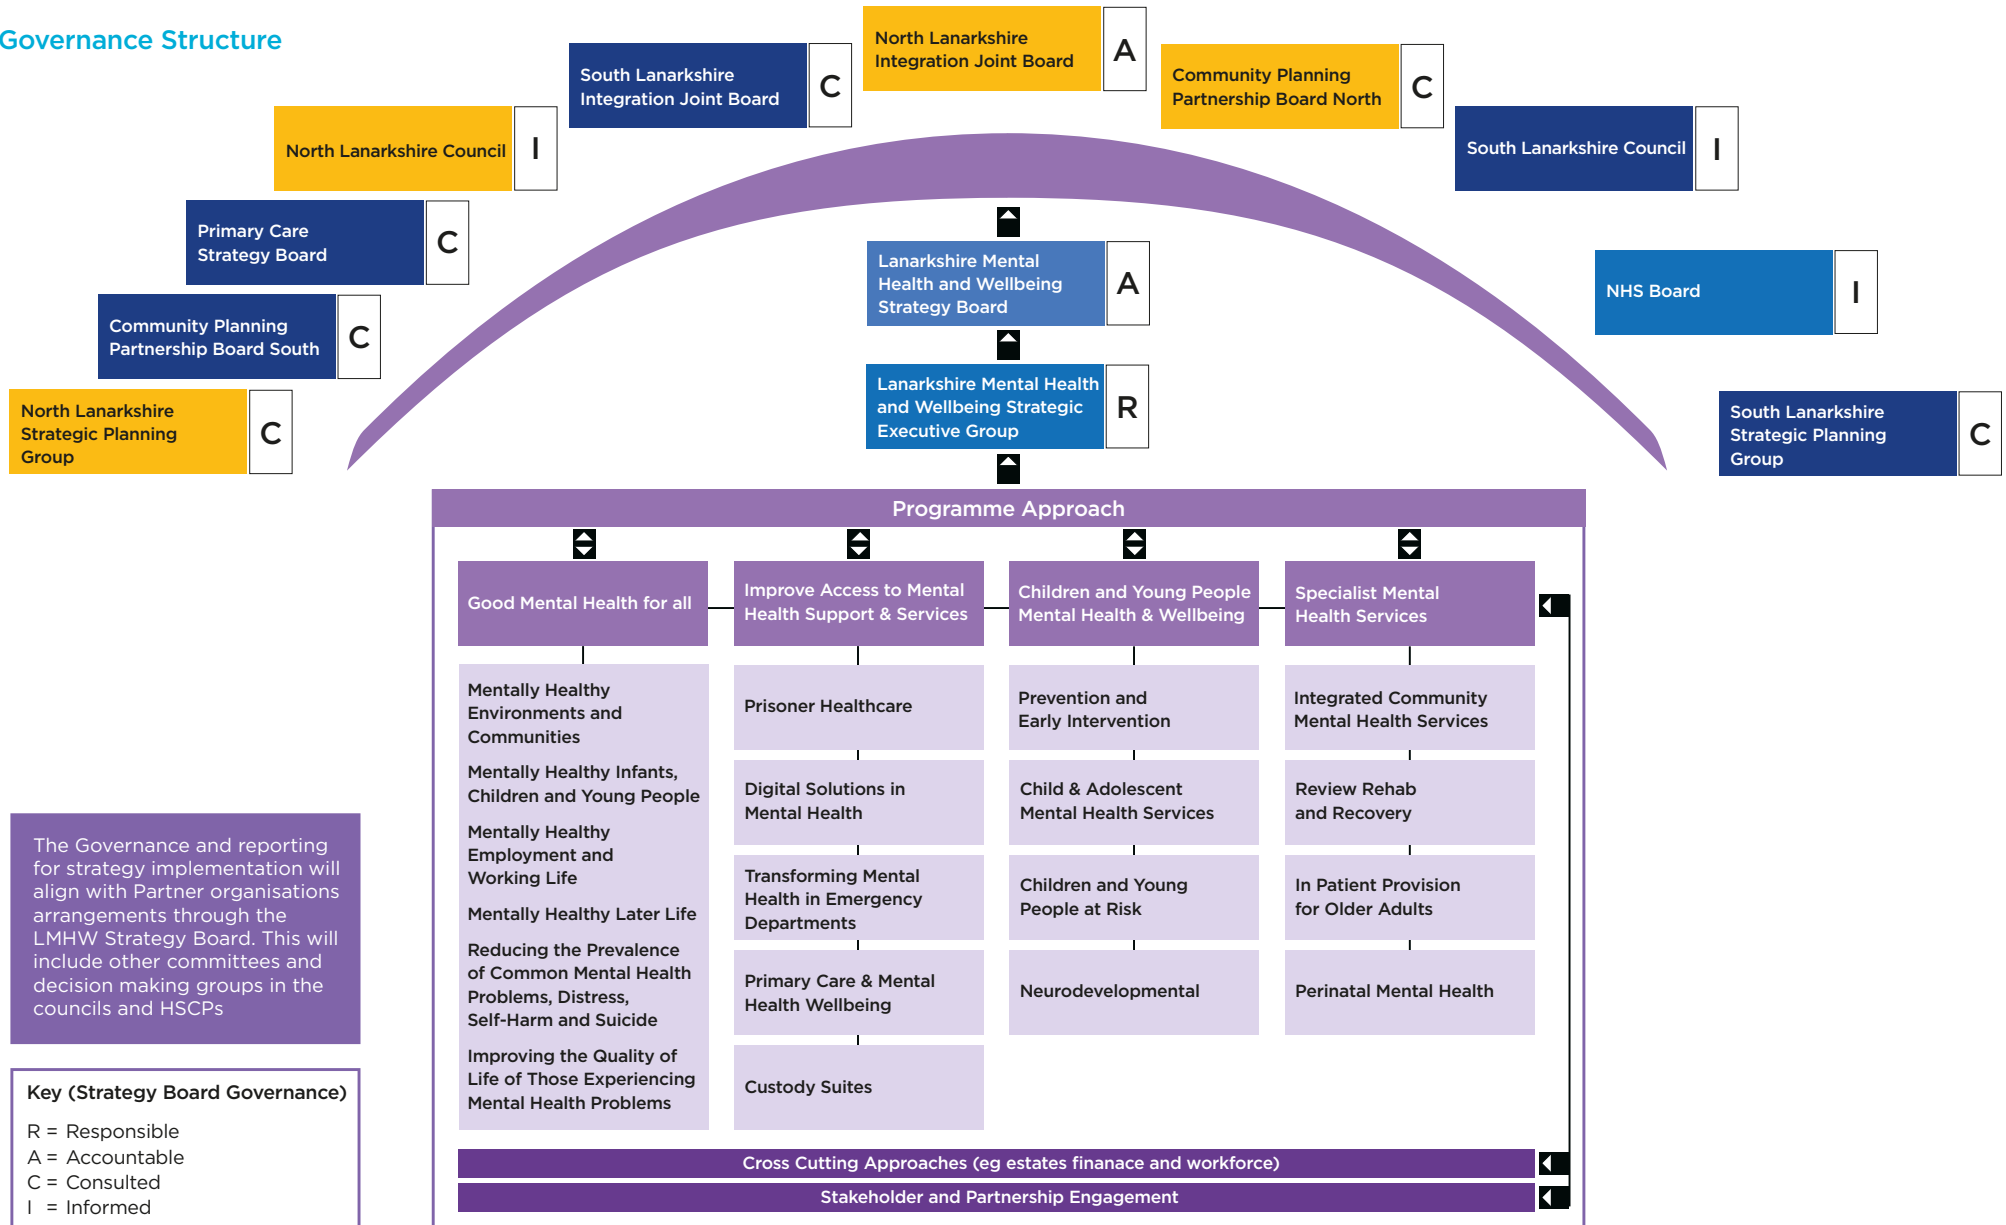 Governance Structure
North Lanarkshire
Integration Joint Board
A
South Lanarkshire
Integration Joint Board
C
Community Planning
Partnership Board North
C
North Lanarkshire Council
I
South Lanarkshire Council
I
Primary Care
Strategy Board
C
Lanarkshire Mental
Health and Wellbeing
Strategy Board
A
NHS Board
I
Community Planning
Partnership Board South
C
Lanarkshire Mental Health
and Wellbeing Strategic
Executive Group
R
North Lanarkshire
Strategic Planning
Group
C
South Lanarkshire
Strategic Planning
Group
C
Programme Approach
Good Mental Health for all
Mentally Healthy
Environments and
Communities
Mentally Healthy Infants,
Children and Young People
Mentally Healthy
Employment and
Working Life
Mentally Healthy Later Life
Reducing the Prevalence
of Common Mental Health
Problems, Distress,
Self-Harm and Suicide
Improving the Quality of
Life of Those Experiencing
Mental Health Problems
Improve Access to Mental
Health Support & Services
Prisoner Healthcare
Digital Solutions in
Mental Health
Transforming Mental
Health in Emergency
Departments
Primary Care & Mental
Health Wellbeing
Custody Suites
Children and Young People
Mental Health & Wellbeing
Prevention and
Early Intervention
Child & Adolescent
Mental Health Services
Children and Young
People at Risk
Neurodevelopmental
Specialist Mental
Health Services
Integrated Community
Mental Health Services
Review Rehab
and Recovery
In Patient Provision
for Older Adults
Perinatal Mental Health
Cross Cutting Approaches (eg estates finanace and workforce)
Stakeholder and Partnership Engagement
The Governance and reporting
for strategy implementation will
align with Partner organisations
arrangements through the
LMHW Strategy Board. This will
include other committees and
decision making groups in the
councils and HSCPs
Key (Strategy Board Governance)
R = Responsible
A = Accountable
C = Consulted
I = Informed